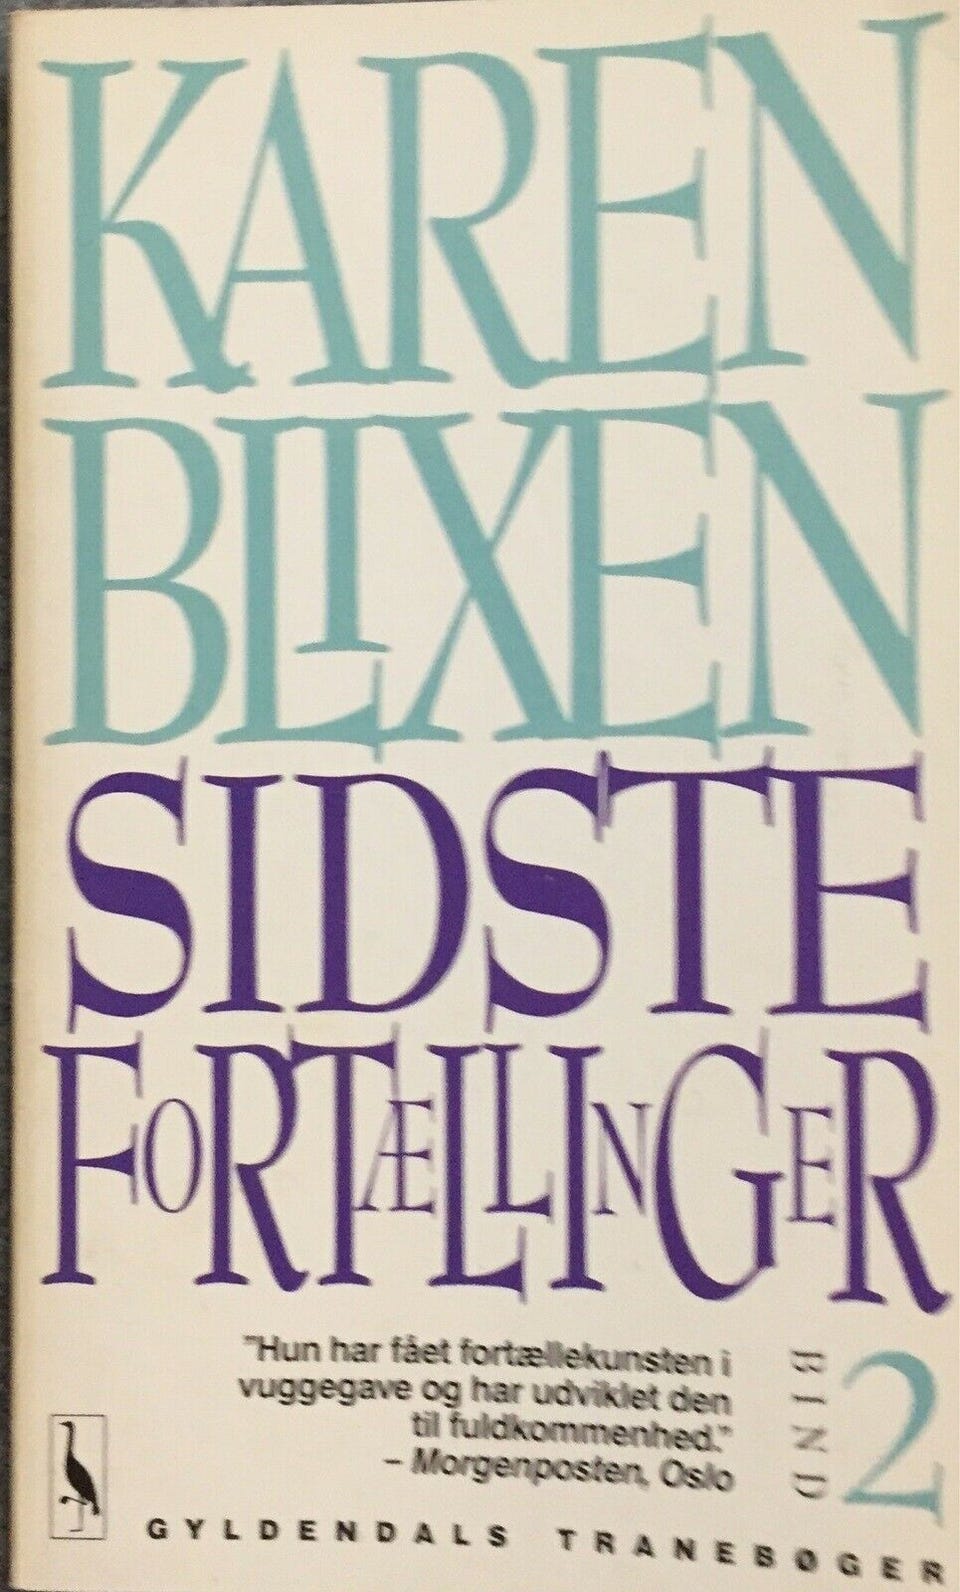 KAREN
BLIXEN
SIDSTE
FORTÆLLINGER
"Hun har fået fortællekunsten i
vuggegave og har udviklet den
til fuldkommenhed."
– Morgenposten, Oslo
BIND
2
GYLDENDALS TRANEBØGER